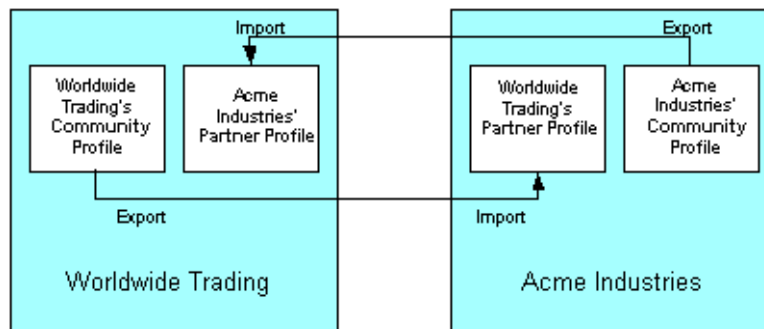 Import
Export
Worldwide
Trading's
Community
Profile
Acme
Industries'
Partner Profile
Worldwide
Trading's
Partner Profile
Acme
Industries'
Community
Profile
Export
Import
Worldwide Trading
Acme Industries